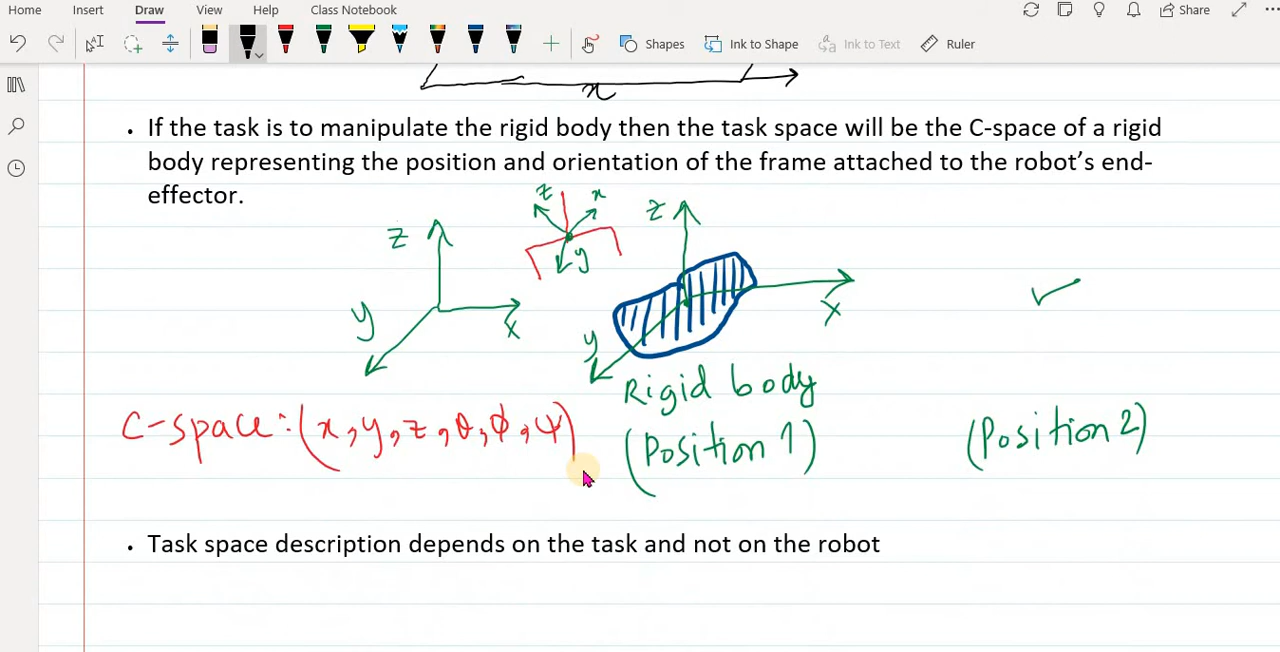 Home Insert Draw View Help Class Notebook Share
Shapes Ink to Shape Ink to Text Ruler
x
• If the task is to manipulate the rigid body then the task space will be the C-space of a rigid
body representing the position and orientation of the frame attached to the robot's end-
effector.
z x z
z
y
y x x
y
Rigid body
C-space:(x,y,z,θ,φ,ψ)
(Position 1) (Position 2)
• Task space description depends on the task and not on the robot